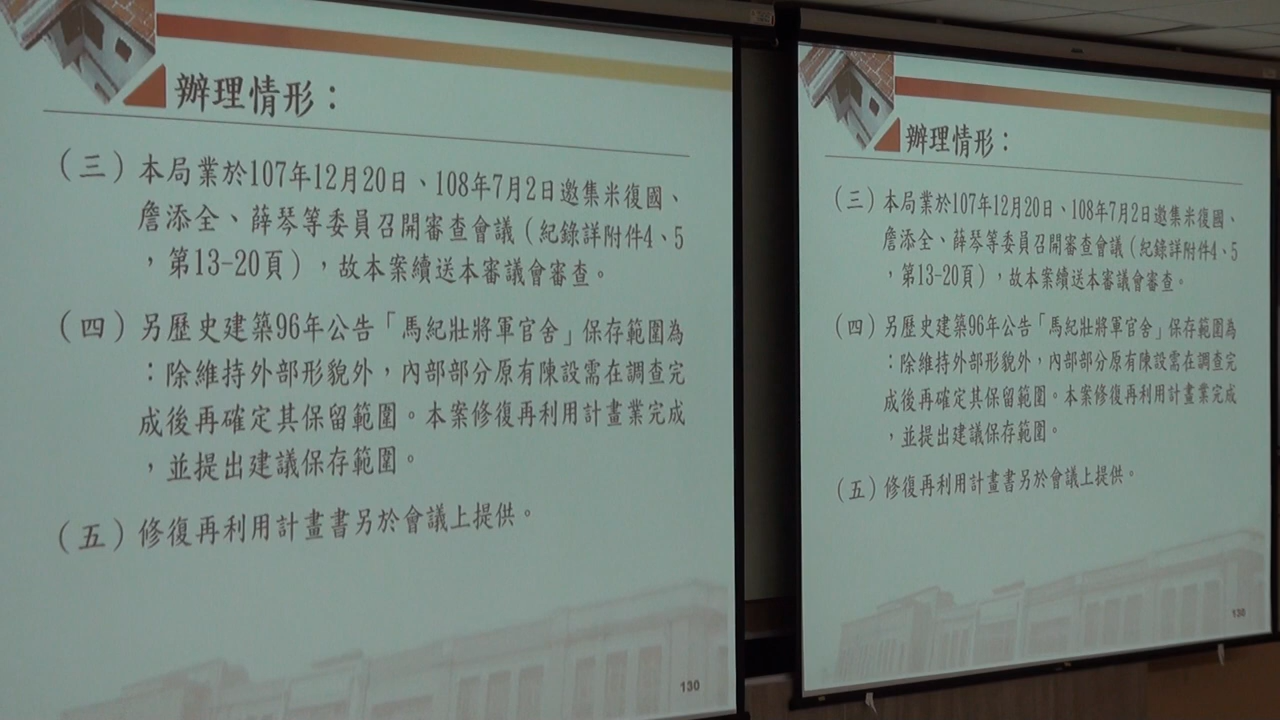 辦理情形：
（三）本局業於107年12月20日、108年7月2日邀集米復國、
詹添全、薛琴等委員召開審查會議（紀錄詳附件4、5
，第13-20頁），故本案續送本審議會審查。
（四）另歷史建築96年公告「馬紀壯將軍官舍」保存範圍為
：除維持外部形貌外，內部部分原有陳設需在調查完
成後再確定其保留範圍。本案修復再利用計畫業完成
，並提出建議保存範圍。
（五）修復再利用計畫書另於會議上提供。
130
辦理情形：
（三）本局業於107年12月20日、108年7月2日邀集米復國、
詹添全、薛琴等委員召開審查會議（紀錄詳附件4、5
，第13-20頁），故本案續送本審議會審查。
（四）另歷史建築96年公告「馬紀壯將軍官舍」保存範圍為
：除維持外部形貌外，內部部分原有陳設需在調查完
成後再確定其保留範圍。本案修復再利用計畫業完成
，並提出建議保存範圍。
（五）修復再利用計畫書另於會議上提供。
130